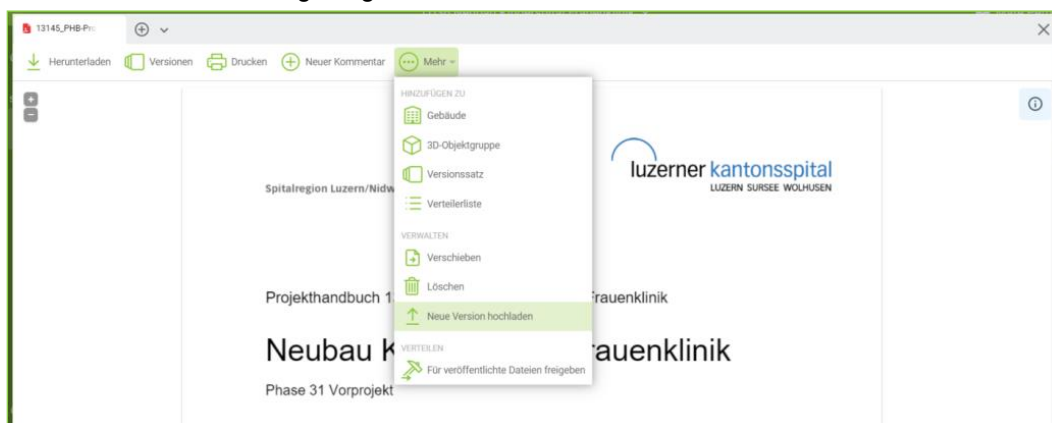 13145_PHB-Pr
Herunterladen Versionen Drucken Neuer Kommentar Mehr
HINZUFÜGEN ZU
Gebäude
3D-Objektgruppe
Versionssatz
Verteilerliste
VERWALTEN
Verschieben
Löschen
Neue Version hochladen
VERTEILEN
Für veröffentlichte Dateien freigeben
Spitalregion Luzern/Nidw
luzerner kantonsspital
LUZERN SURSEE WOLHUSEN
Projekthandbuch 1 rauenklinik
Neubau K rauenklinik
Phase 31 Vorprojekt